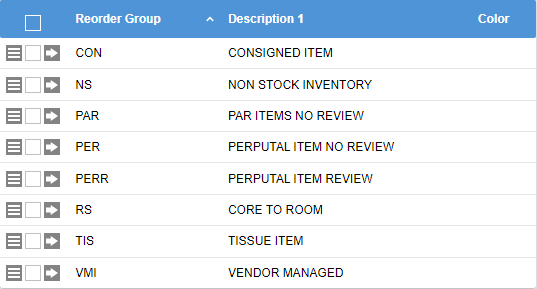 Reorder Group Description 1 Color
CON CONSIGNED ITEM
NS NON STOCK INVENTORY
PAR PAR ITEMS NO REVIEW
PER PERPUTAL ITEM NO REVIEW
PERR PERPUTAL ITEM REVIEW
RS CORE TO ROOM
TIS TISSUE ITEM
VMI VENDOR MANAGED